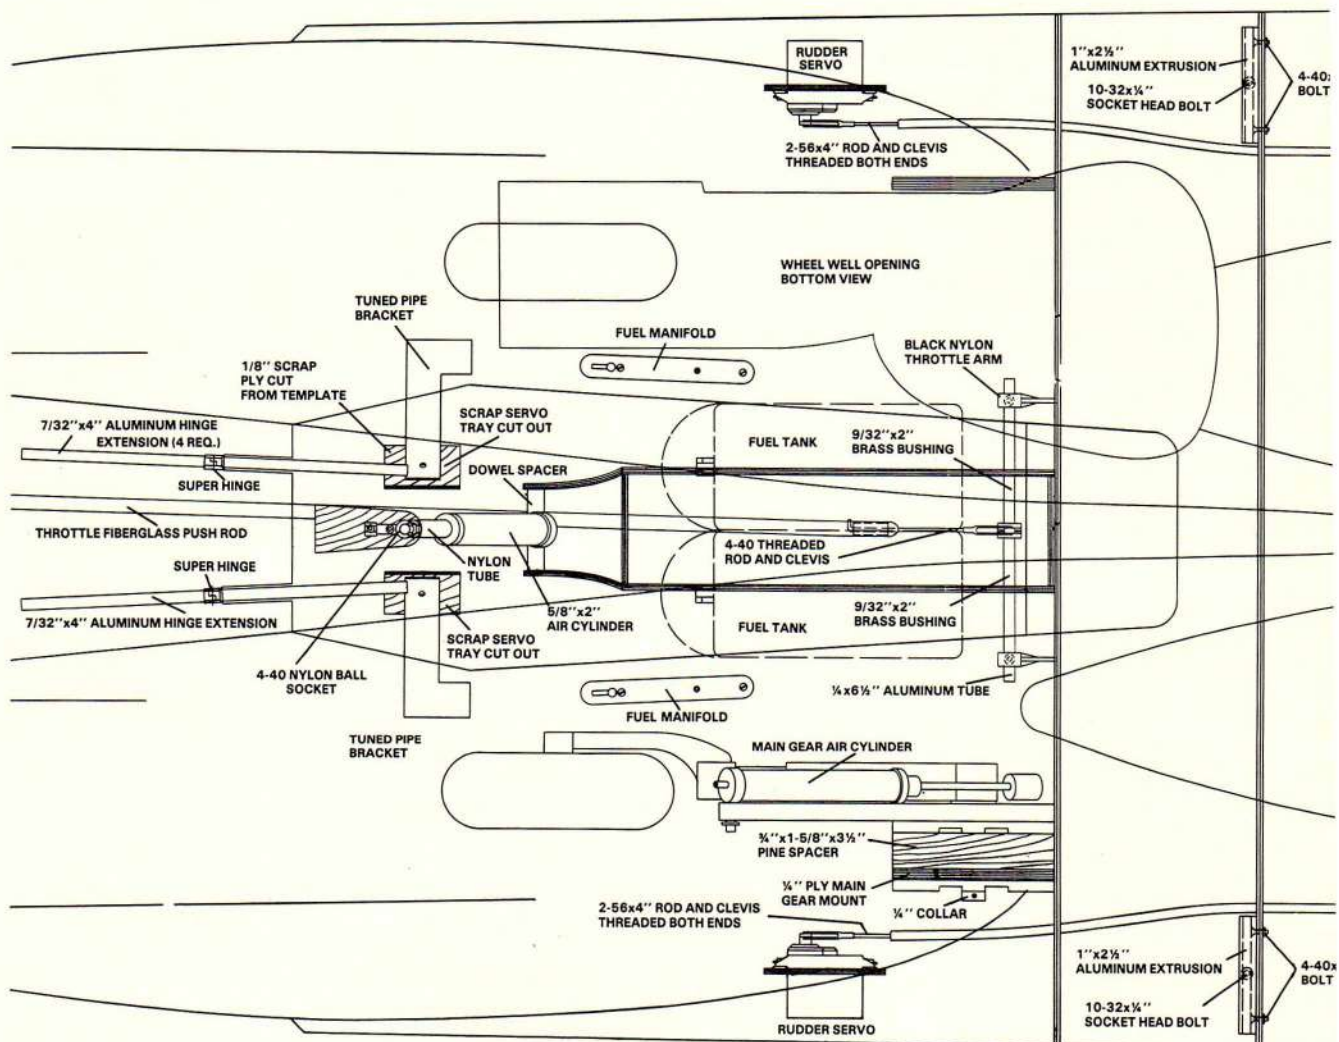 RUDDER
SERVO
1"x2½"
ALUMINUM EXTRUSION
10-32x¼"
SOCKET HEAD BOLT
4-40x
BOLT
2-56x4" ROD AND CLEVIS
THREADED BOTH ENDS
WHEEL WELL OPENING
BOTTOM VIEW
TUNED PIPE
BRACKET
FUEL MANIFOLD
BLACK NYLON
THROTTLE ARM
1/8" SCRAP
PLY CUT
FROM TEMPLATE
SCRAP SERVO
TRAY CUT OUT
7/32"x4" ALUMINUM HINGE
EXTENSION (4 REQ.)
FUEL TANK
9/32"x2"
BRASS BUSHING
DOWEL SPACER
SUPER HINGE
THROTTLE FIBERGLASS PUSH ROD
4-40 THREADED
ROD AND CLEVIS
NYLON
TUBE
SUPER HINGE
5/8"x2"
AIR CYLINDER
9/32"x2"
BRASS BUSHING
7/32"x4" ALUMINUM HINGE EXTENSION
FUEL TANK
SCRAP SERVO
TRAY CUT OUT
4-40 NYLON BALL
SOCKET
¼x6½" ALUMINUM TUBE
FUEL MANIFOLD
TUNED PIPE
BRACKET
MAIN GEAR AIR CYLINDER
¾"x1-5/8"x3½"
PINE SPACER
¼" PLY MAIN
GEAR MOUNT
¼" COLLAR
2-56x4" ROD AND CLEVIS
THREADED BOTH ENDS
1"x2½"
ALUMINUM EXTRUSION
4-40x
BOLT
10-32x¼"
SOCKET HEAD BOLT
RUDDER SERVO